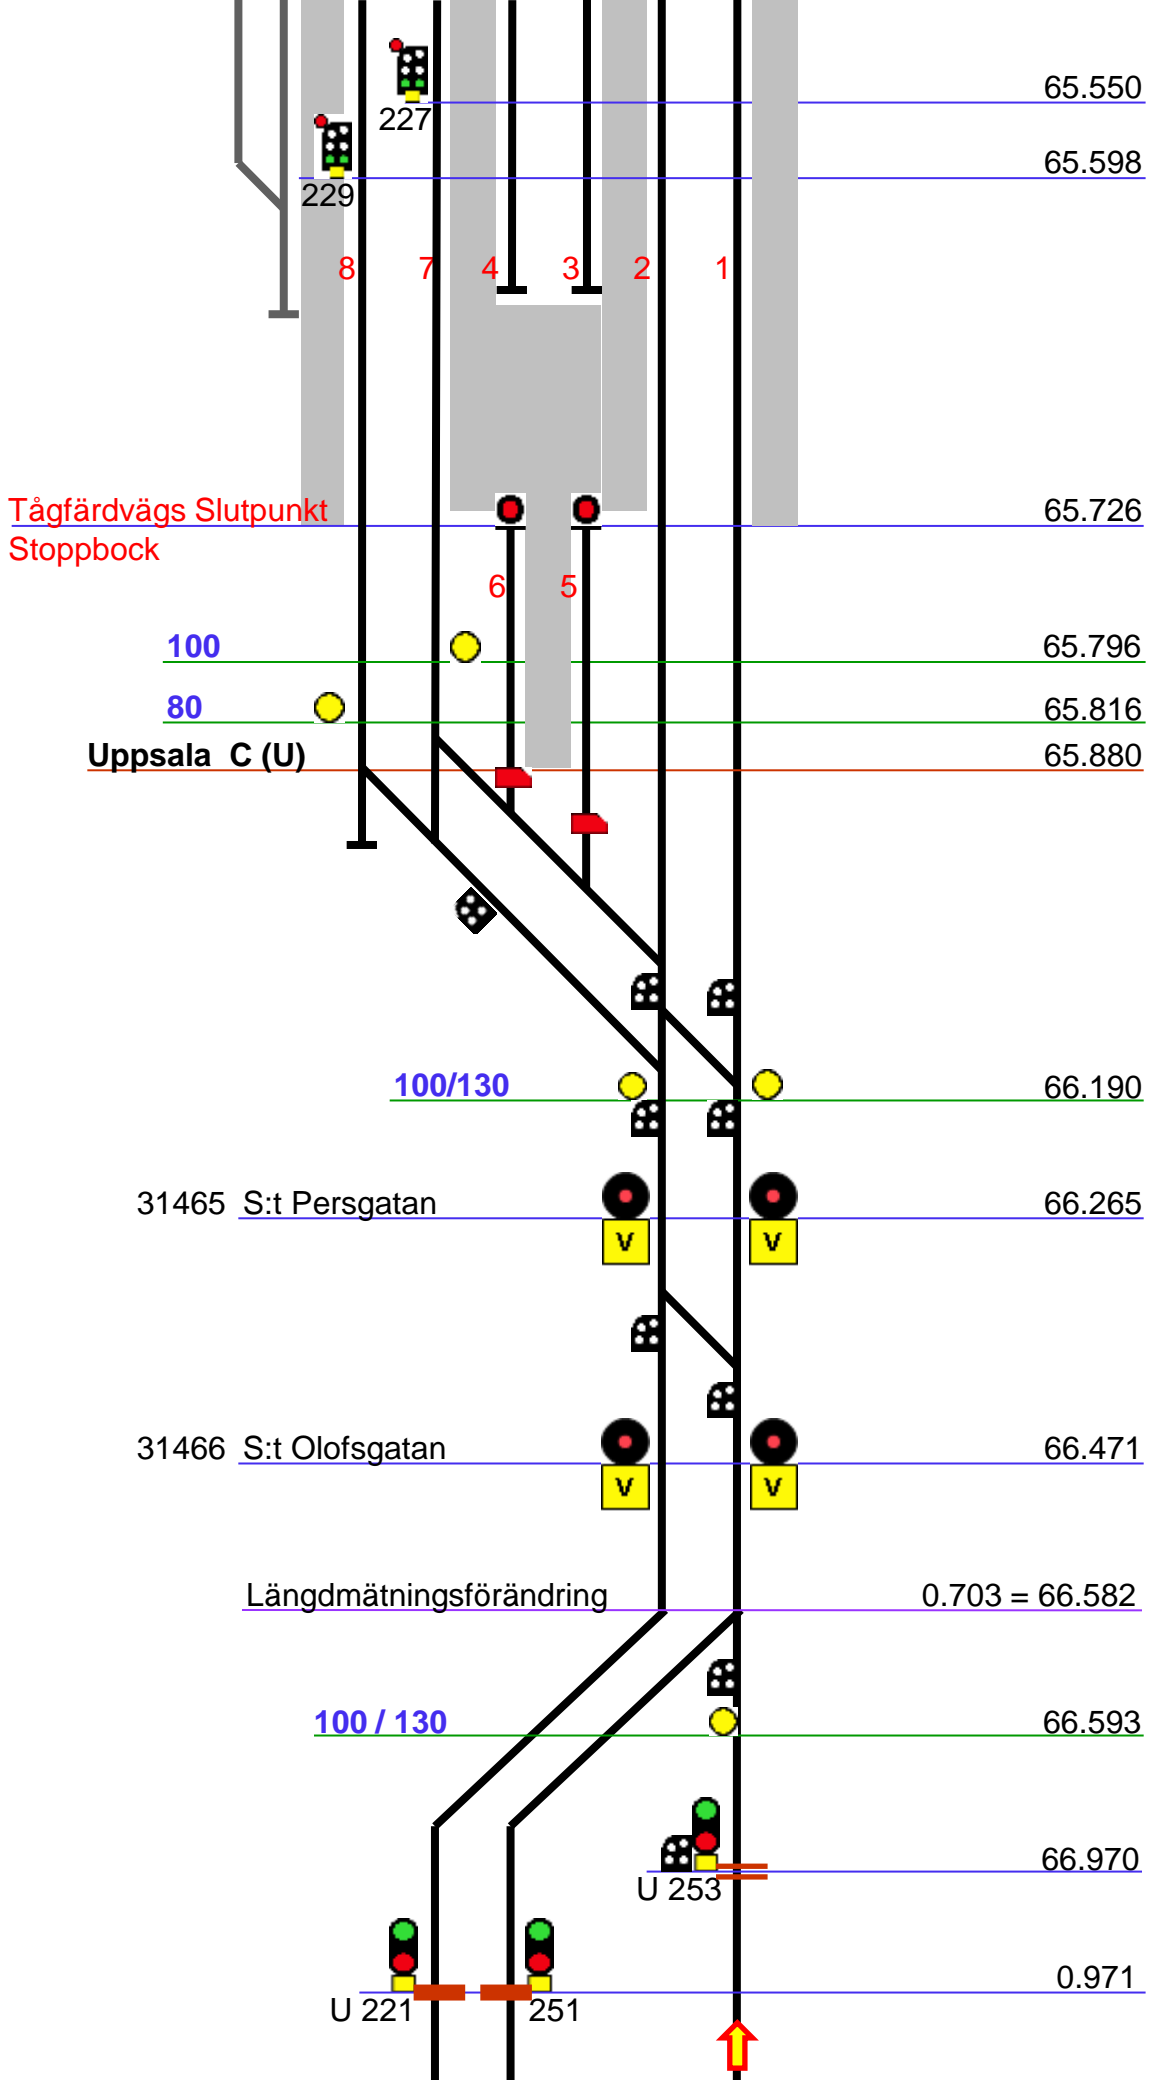 65.550
227
65.598
229
8 7 4 3 2 1
Tågfärdvägs Slutpunkt 65.726
Stoppbock
6 5
100 65.796
80 65.816
Uppsala C (U) 65.880
100/130 66.190
31465 S:t Persgatan 66.265
V V
31466 S:t Olofsgatan 66.471
V V
Längdmätningsförändring 0.703 = 66.582
100 / 130 66.593
66.970
U 253
0.971
U 221 251